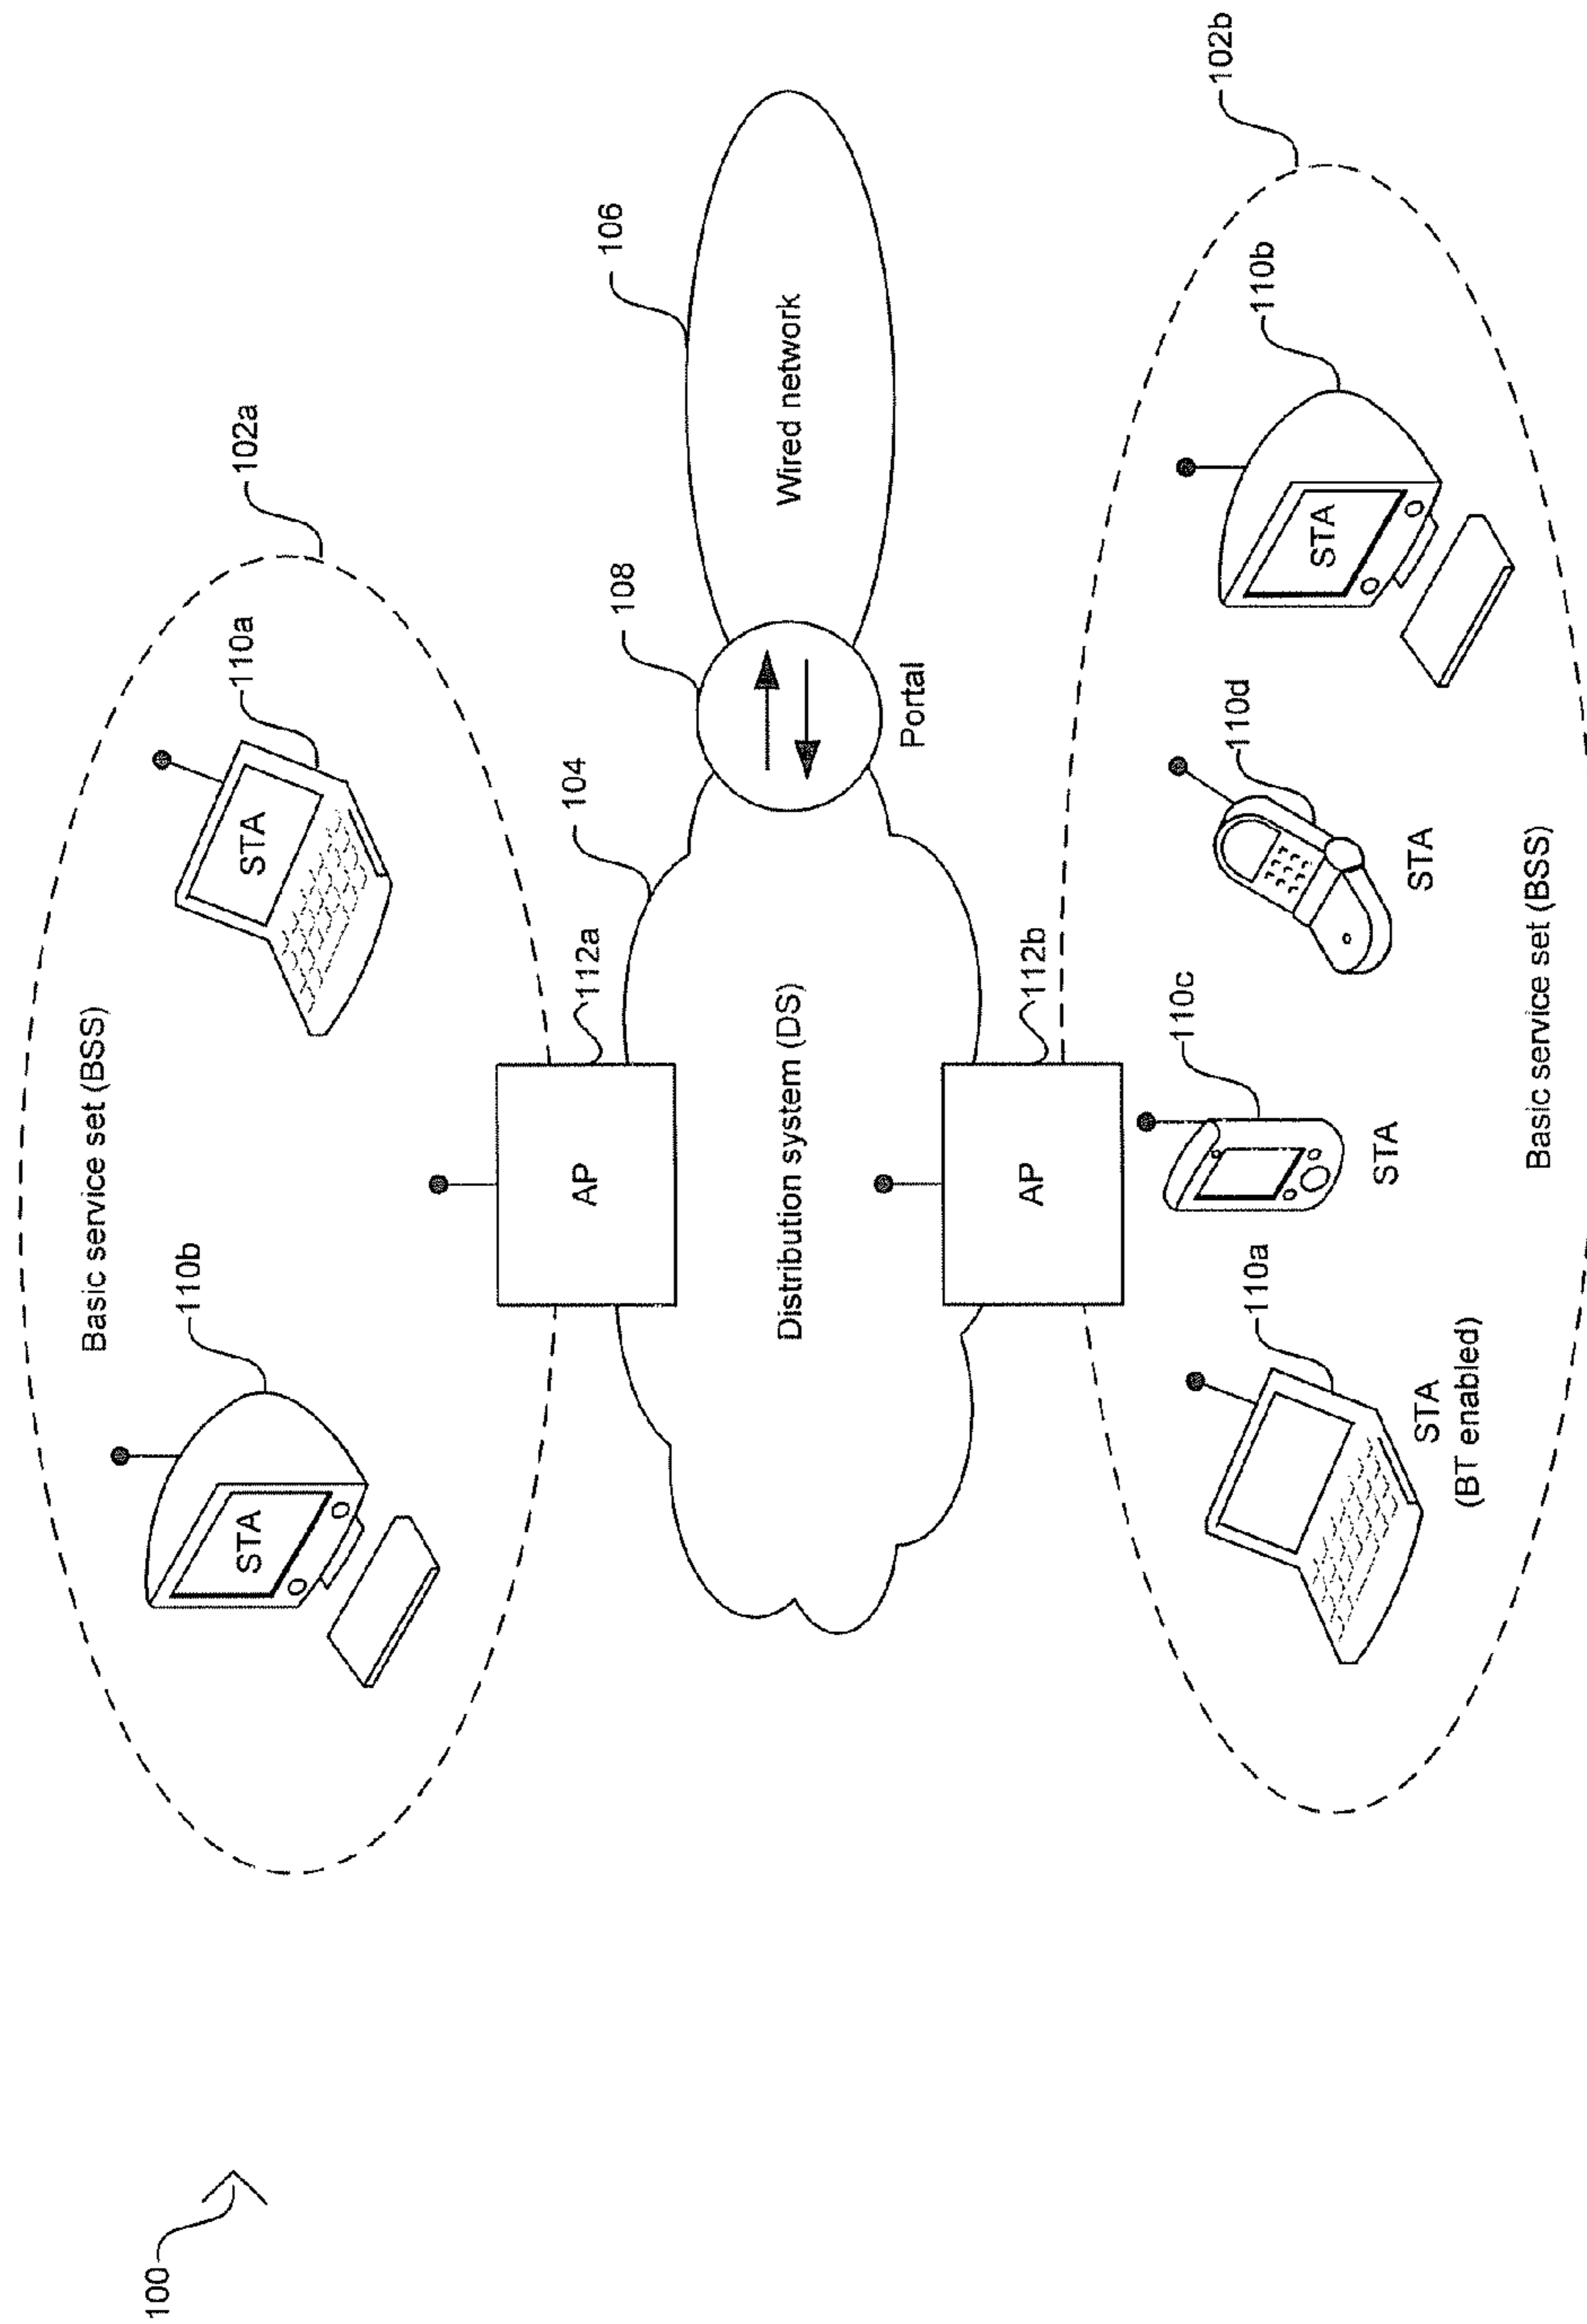 100
102a
Basic service set (BSS)
110b
110a
STA
STA
AP
112a
104
108
106
Distribution system (DS)
Wired network
Portal
AP
112b
102b
110a
110c
110d
110b
STA
STA
(BT enabled)
STA
STA
Basic service set (BSS)